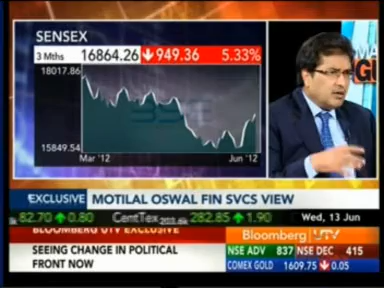 SENSEX
3 Mths 16864.26 949.36 5.33%
18017.86
15849.54
Mar '12 Jun '12
EXCLUSIVE MOTILAL OSWAL FIN SVCS VIEW
82.70 0.80 CentTex 203.46k 282.85 1.90 Wed, 13 Jun
BLOOMBERG UTV EXCLUSIVE
SEEING CHANGE IN POLITICAL
FRONT NOW
Bloomberg UTV
NSE ADV 837 NSE DEC 415
COMEX GOLD 1609.75 0.05